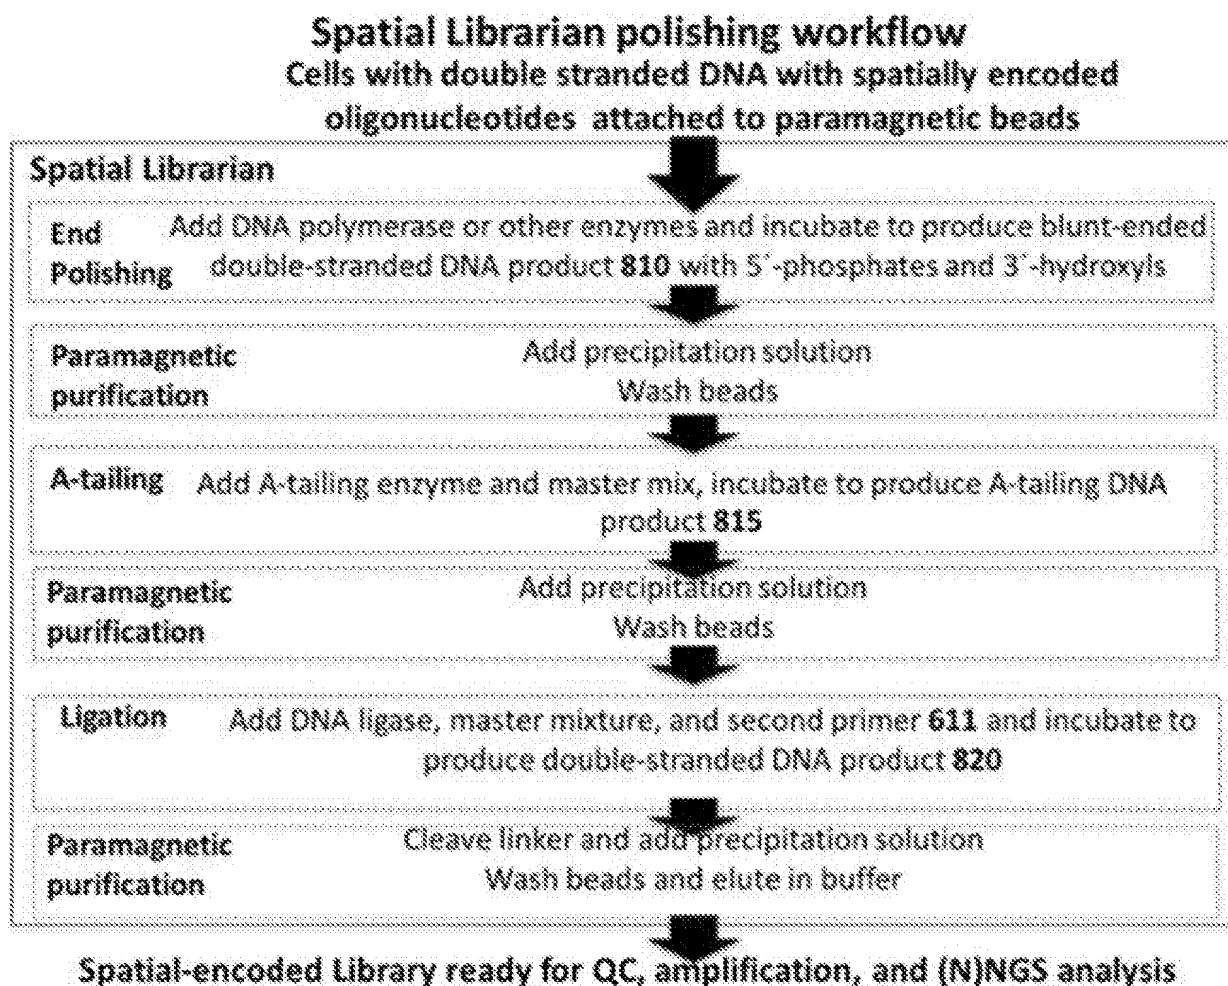 Spatial Librarian polishing workflow
Cells with double stranded DNA with spatially encoded
oligonucleotides attached to paramagnetic beads
Spatial Librarian
End
Polishing
Add DNA polymerase or other enzymes and incubate to produce blunt-ended
double-stranded DNA product 810 with 5´-phosphates and 3´-hydroxyls
Paramagnetic
purification
Add precipitation solution
Wash beads
A-tailing
Add A-tailing enzyme and master mix, incubate to produce A-tailing DNA
product 815
Paramagnetic
purification
Add precipitation solution
Wash beads
Ligation
Add DNA ligase, master mixture, and second primer 611 and incubate to
produce double-stranded DNA product 820
Paramagnetic
purification
Cleave linker and add precipitation solution
Wash beads and elute in buffer
Spatial-encoded Library ready for QC, amplification, and (N)NGS analysis